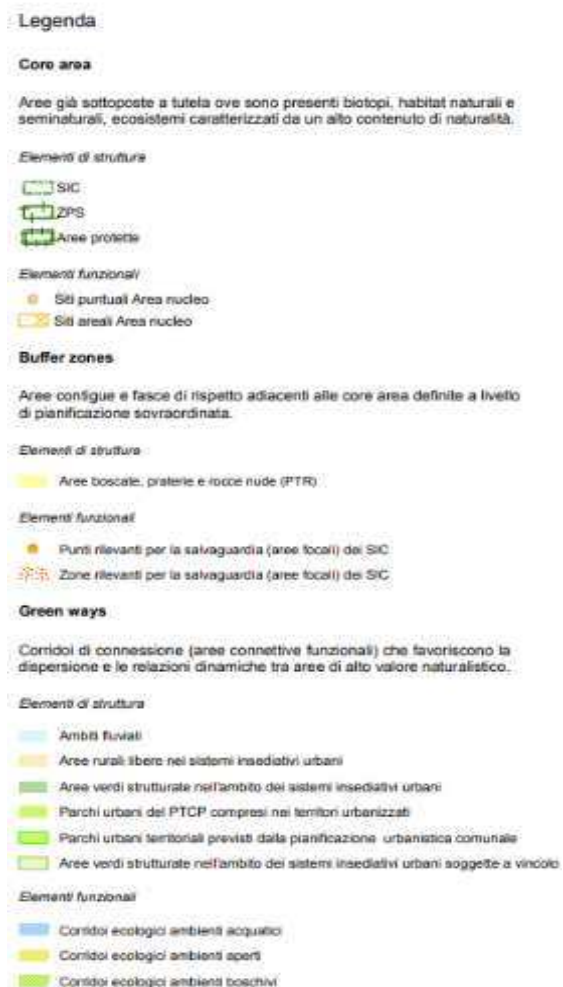 Legenda
Core area
Aree già sottoposte a tutela ove sono presenti biotopi, habitat naturali e
seminaturali, ecosistemi caratterizzati da un alto contenuto di naturalità.
Elementi di struttura
SIC
ZPS
Aree protette
Elementi funzionali
Siti puntuali Area nucleo
Siti areali Area nucleo
Buffer zones
Aree contigue e fasce di rispetto adiacenti alle core area definite a livello
di pianificazione sovraordinata.
Elementi di struttura
Aree boscate, praterie e rocce nude (PTR)
Elementi funzionali
Punti rilevanti per la salvaguardia (aree focali) dei SIC
Zone rilevanti per la salvaguardia (aree focali) dei SIC
Green ways
Corridoi di connessione (aree connettive funzionali) che favoriscono la
dispersione e le relazioni dinamiche tra aree di alto valore naturalistico.
Elementi di struttura
Ambiti fluviali
Aree rurali libere nei sistemi insediativi urbani
Aree verdi strutturate nell'ambito dei sistemi insediativi urbani
Parchi urbani del PTCP compresi nei territori urbanizzati
Parchi urbani territoriali previsti dalla pianificazione urbanistica comunale
Aree verdi strutturate nell'ambito dei sistemi insediativi urbani soggette a vincolo
Elementi funzionali
Corridoi ecologici ambienti acquatici
Corridoi ecologici ambienti aperti
Corridoi ecologici ambienti boschivi